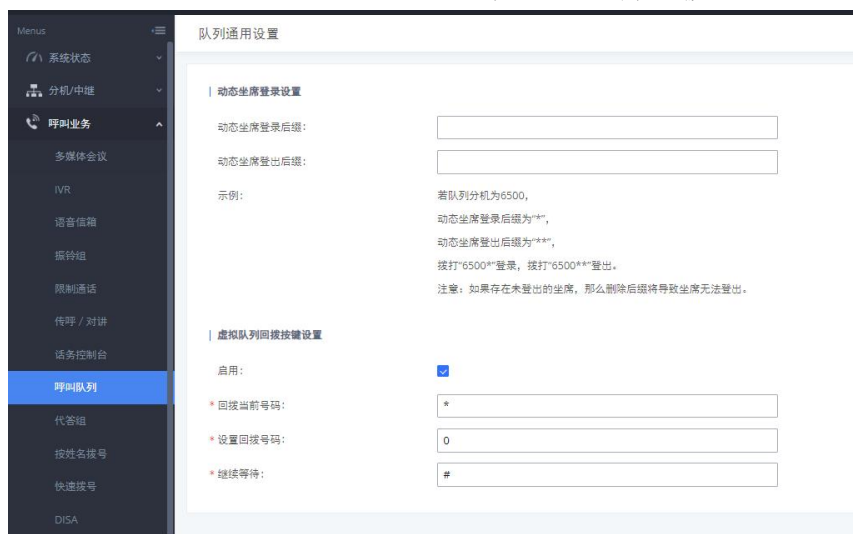 Menus
队列通用设置
系统状态
分机/中继
呼叫业务
多媒体会议
IVR
语音信箱
振铃组
限制通话
传呼 / 对讲
话务控制台
呼叫队列
代答组
按姓名拨号
快速拨号
DISA
动态坐席登录设置
动态坐席登录后缀：
动态坐席登出后缀：
示例：
若队列分机为6500，
动态坐席登录后缀为“*”，
动态坐席登出后缀为“**”，
拨打“6500*”登录，拨打“6500**”登出。
注意：如果存在未登出的坐席，那么删除后缀将导致坐席无法登出。
虚拟队列回拨按键设置
启用：
* 回拨当前号码： *
* 设置回拨号码： 0
* 继续等待： #